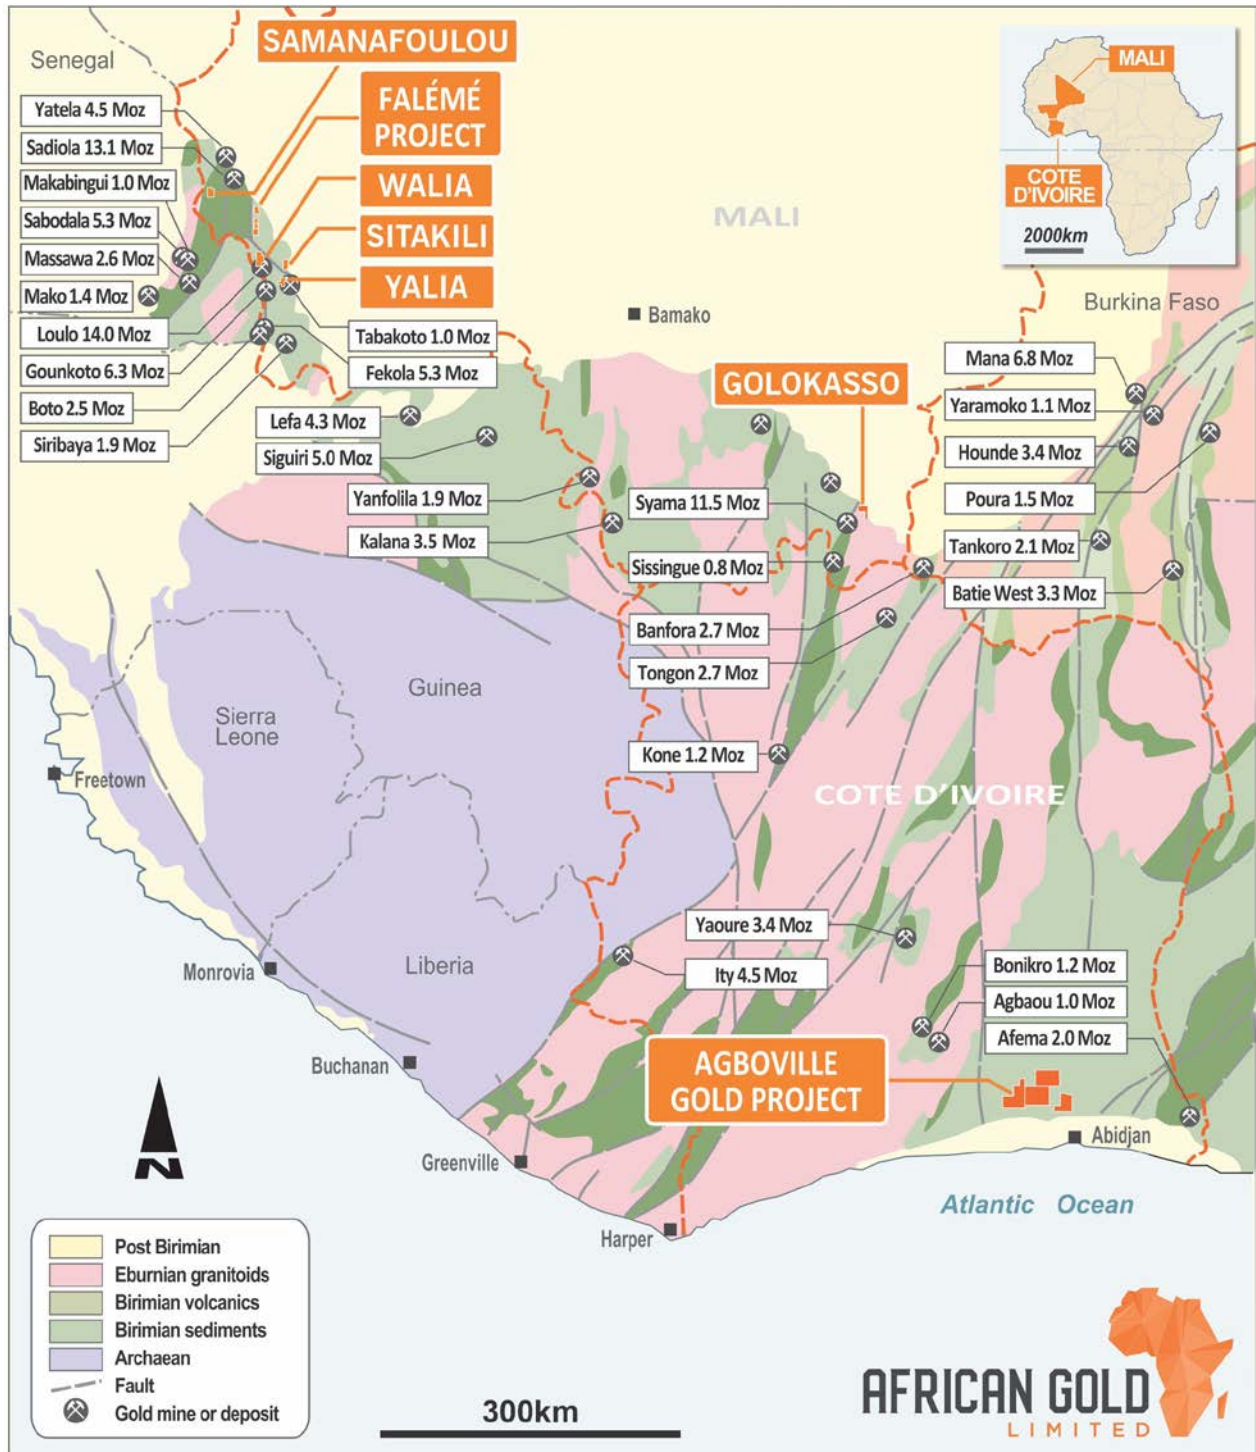 SAMANAFOULOU
Senegal
FALÉMÉ
PROJECT
WALIA
SITAKILI
YALIA
Yatela 4.5 Moz
Sadiola 13.1 Moz
Makabingui 1.0 Moz
Sabodala 5.3 Moz
Massawa 2.6 Moz
Mako 1.4 Moz
Loulo 14.0 Moz
Gounkoto 6.3 Moz
Boto 2.5 Moz
Siribaya 1.9 Moz
Tabakoto 1.0 Moz
Fekola 5.3 Moz
MALI
Bamako
MALI
COTE
D'IVOIRE
2000km
Burkina Faso
GOLOKASSO
Mana 6.8 Moz
Yaramoko 1.1 Moz
Hounde 3.4 Moz
Poura 1.5 Moz
Tankoro 2.1 Moz
Batie West 3.3 Moz
Lefa 4.3 Moz
Siguiri 5.0 Moz
Yanfolila 1.9 Moz
Kalana 3.5 Moz
Syama 11.5 Moz
Sissingue 0.8 Moz
Banfora 2.7 Moz
Tongon 2.7 Moz
Kone 1.2 Moz
Guinea
Sierra
Leone
Freetown
COTE D'IVOIRE
Yaoure 3.4 Moz
Ity 4.5 Moz
Bonikro 1.2 Moz
Agbaou 1.0 Moz
Afema 2.0 Moz
Monrovia
Liberia
Buchanan
AGBOVILLE
GOLD PROJECT
Abidjan
Greenville
Harper
Atlantic Ocean
N
Post Birimian
Eburnian granitoids
Birimian volcanics
Birimian sediments
Archaean
Fault
Gold mine or deposit
300km
AFRICAN GOLD
LIMITED